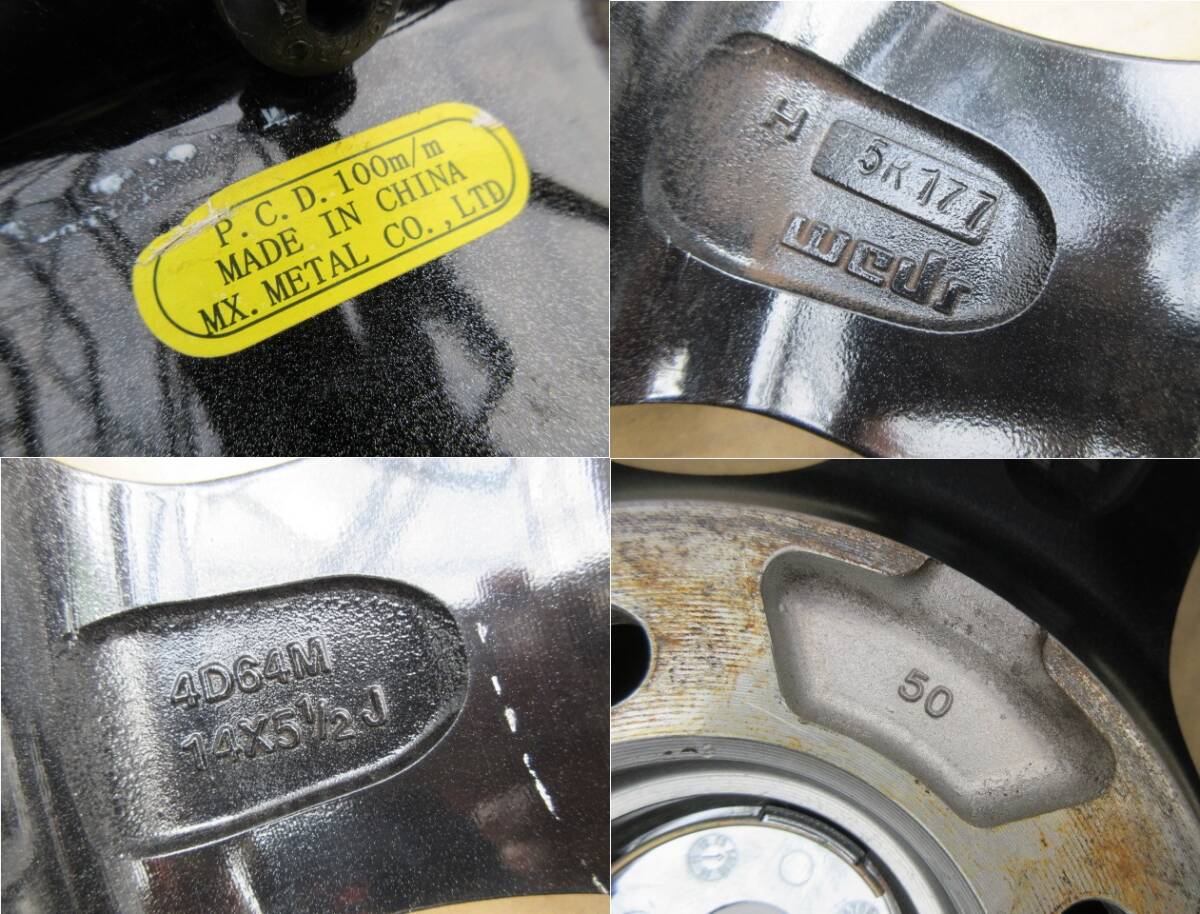 P. C. D. 100m/m
MADE IN CHINA
MX. METAL CO., LTD
H
5K177
weds
4D64M
14X5½J
50